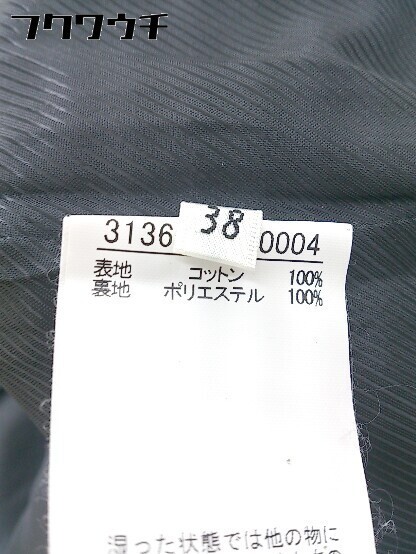 フクワウチ
38
3136 0004
表地 コットン 100%
裏地 ポリエステル 100%
湿った状態では他の物に